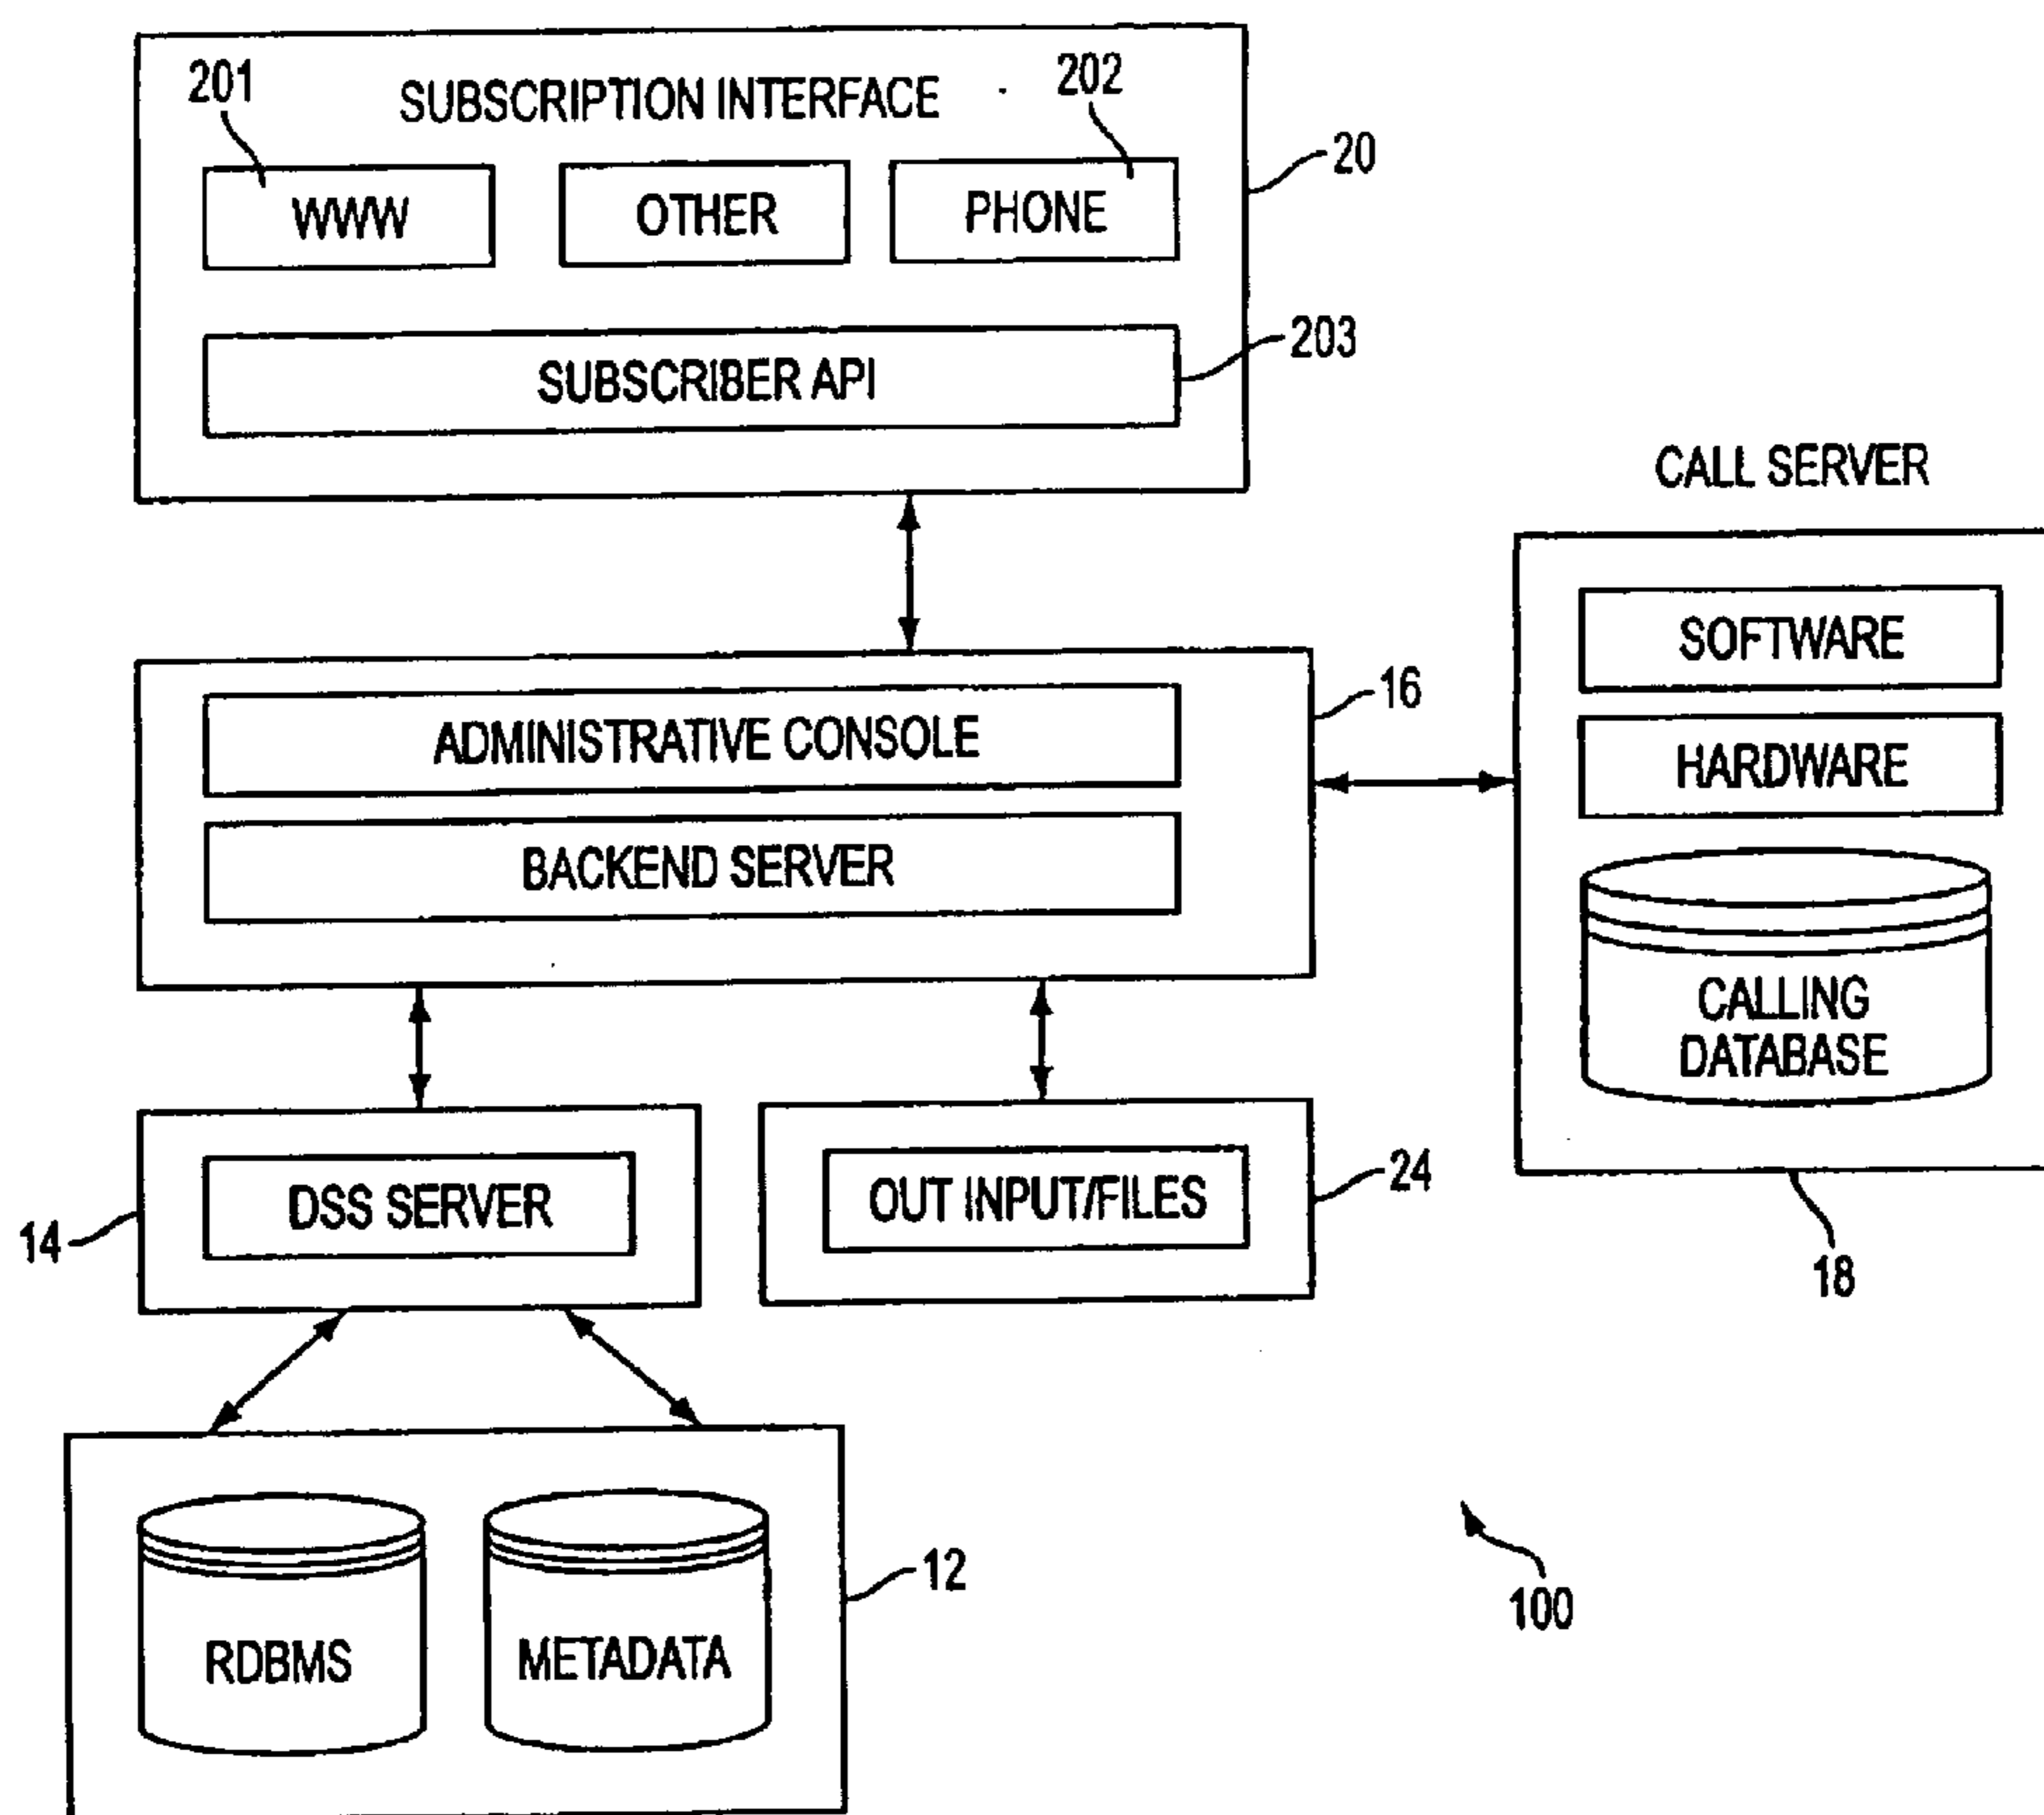 201
SUBSCRIPTION INTERFACE
202
20
WWW
OTHER
PHONE
203
SUBSCRIBER API
CALL SERVER
SOFTWARE
16
ADMINISTRATIVE CONSOLE
HARDWARE
BACKEND SERVER
CALLING
DATABASE
DSS SERVER
OUT INPUT/FILES
24
14
18
12
RDBMS
METADATA
100